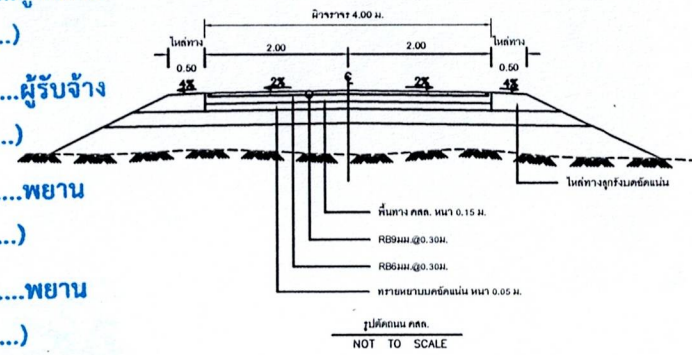 ...)
...ผู้รับจ้าง
...)
....พยาน
...)
....พยาน
...)
ผิวจราจร 4.00 ม.
ไหล่ทาง 2.00 2.00 ไหล่ทาง
0.50 0.50
4% 2% 2% 4%
ไหล่ทางลูกรังบดอัดแน่น
พื้นทาง คสล. หนา 0.15 ม.
RB9มม.@0.30ม.
RB6มม.@0.30ม.
ทรายหยาบบดอัดแน่น หนา 0.05 ม.
รูปตัดถนน คสล.
NOT TO SCALE